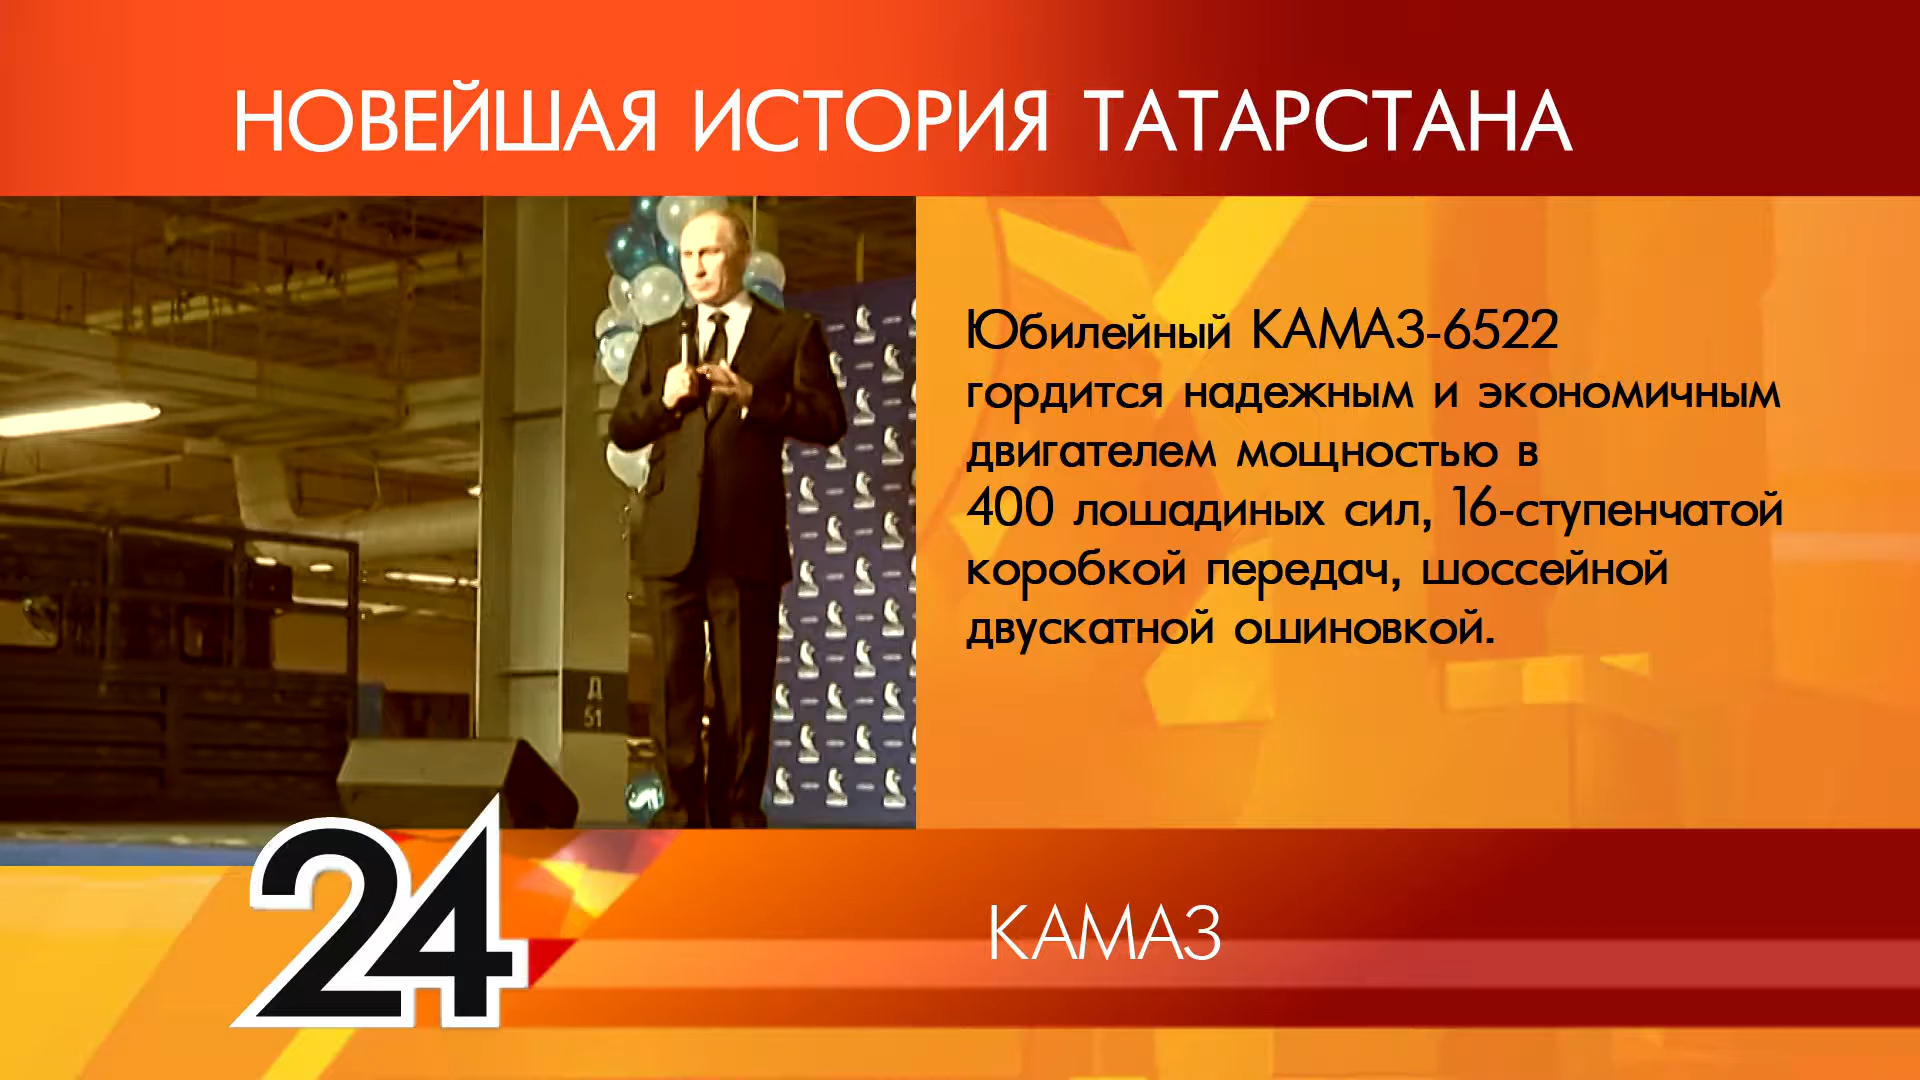 НОВЕЙШАЯ ИСТОРИЯ ТАТАРСТАНА
Юбилейный КАМАЗ-6522
гордится надежным и экономичным
двигателем мощностью в
400 лошадиных сил, 16-ступенчатой
коробкой передач, шоссейной
двускатной ошиновкой.
Д
51
24
КАМАЗ